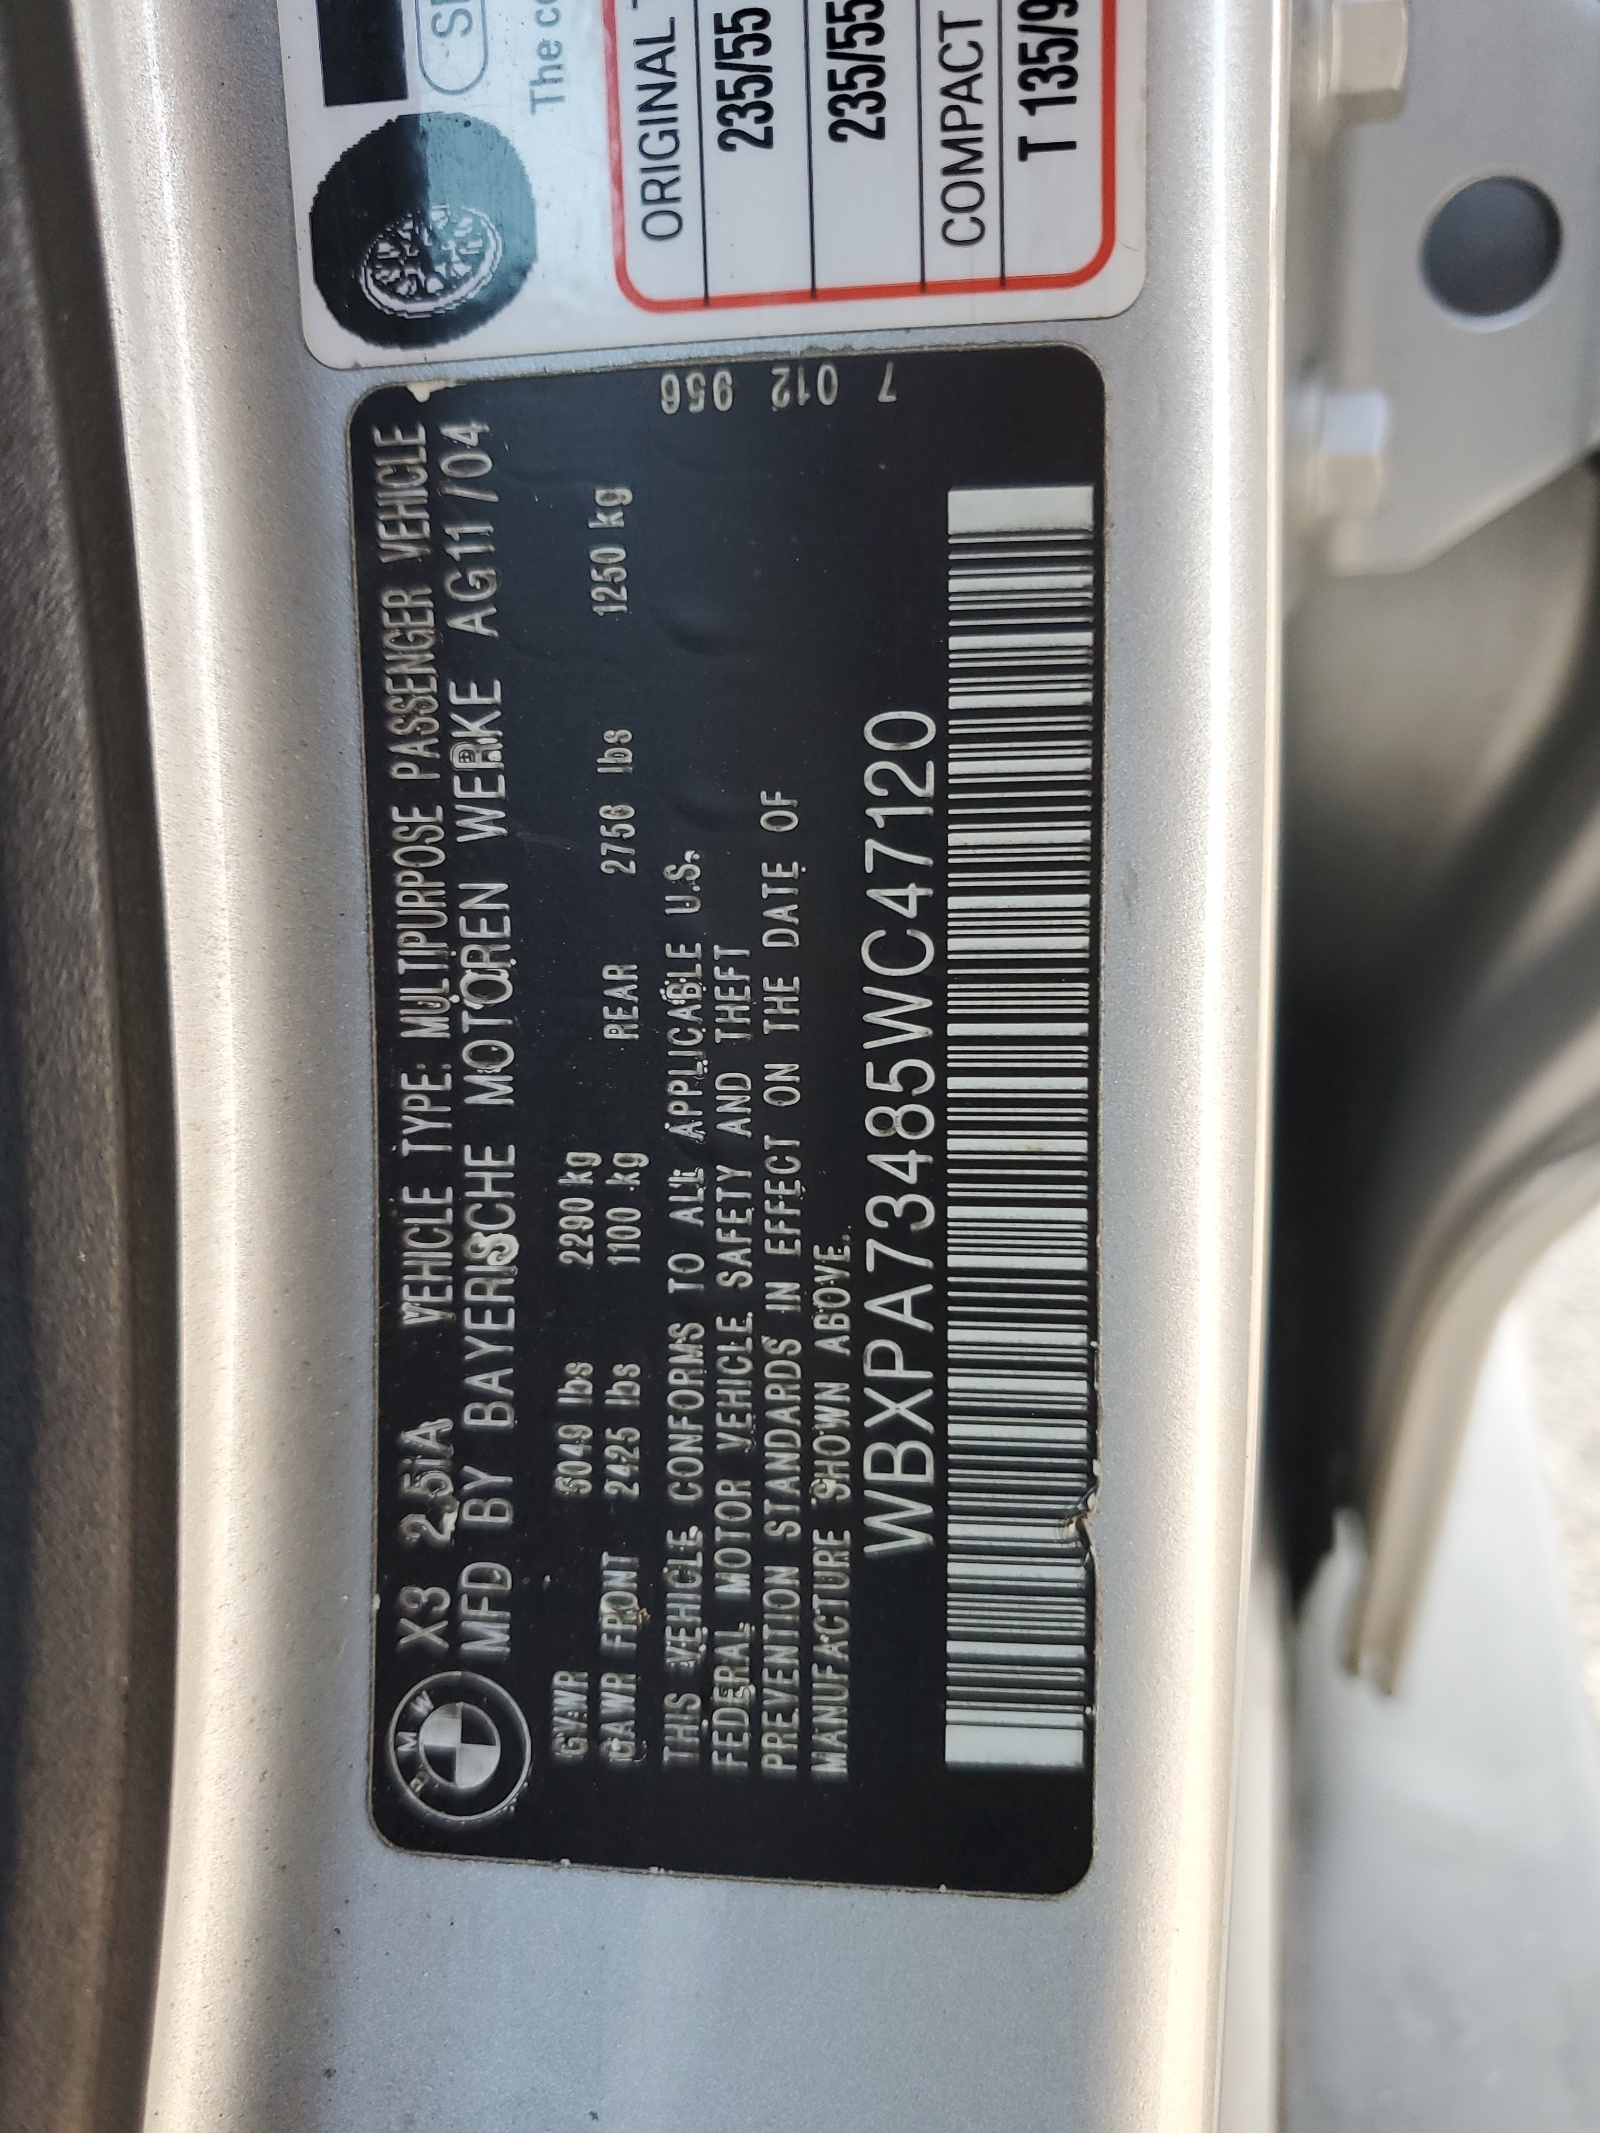 X3 2.5iA VEHICLE TYPE: MULTIPURPOSE PASSENGER VEHICLE
MFD BY BAYERISCHE MOTOREN WERKE AG11/04
GVWR 5049 lbs 2290 kg
GAWR FRONT 2425 lbs 1100 kg REAR 2756 lbs 1250 kg
THIS VEHICLE CONFORMS TO ALL APPLICABLE U.S.
FEDERAL MOTOR VEHICLE SAFETY AND THEFT
PREVENTION STANDARDS IN EFFECT ON THE DATE OF
MANUFACTURE SHOWN ABOVE.
WBXPA73485WC47120
7 012 956
BMW
The
ORIGINAL
235/55
235/55
COMPACT
T 135/9